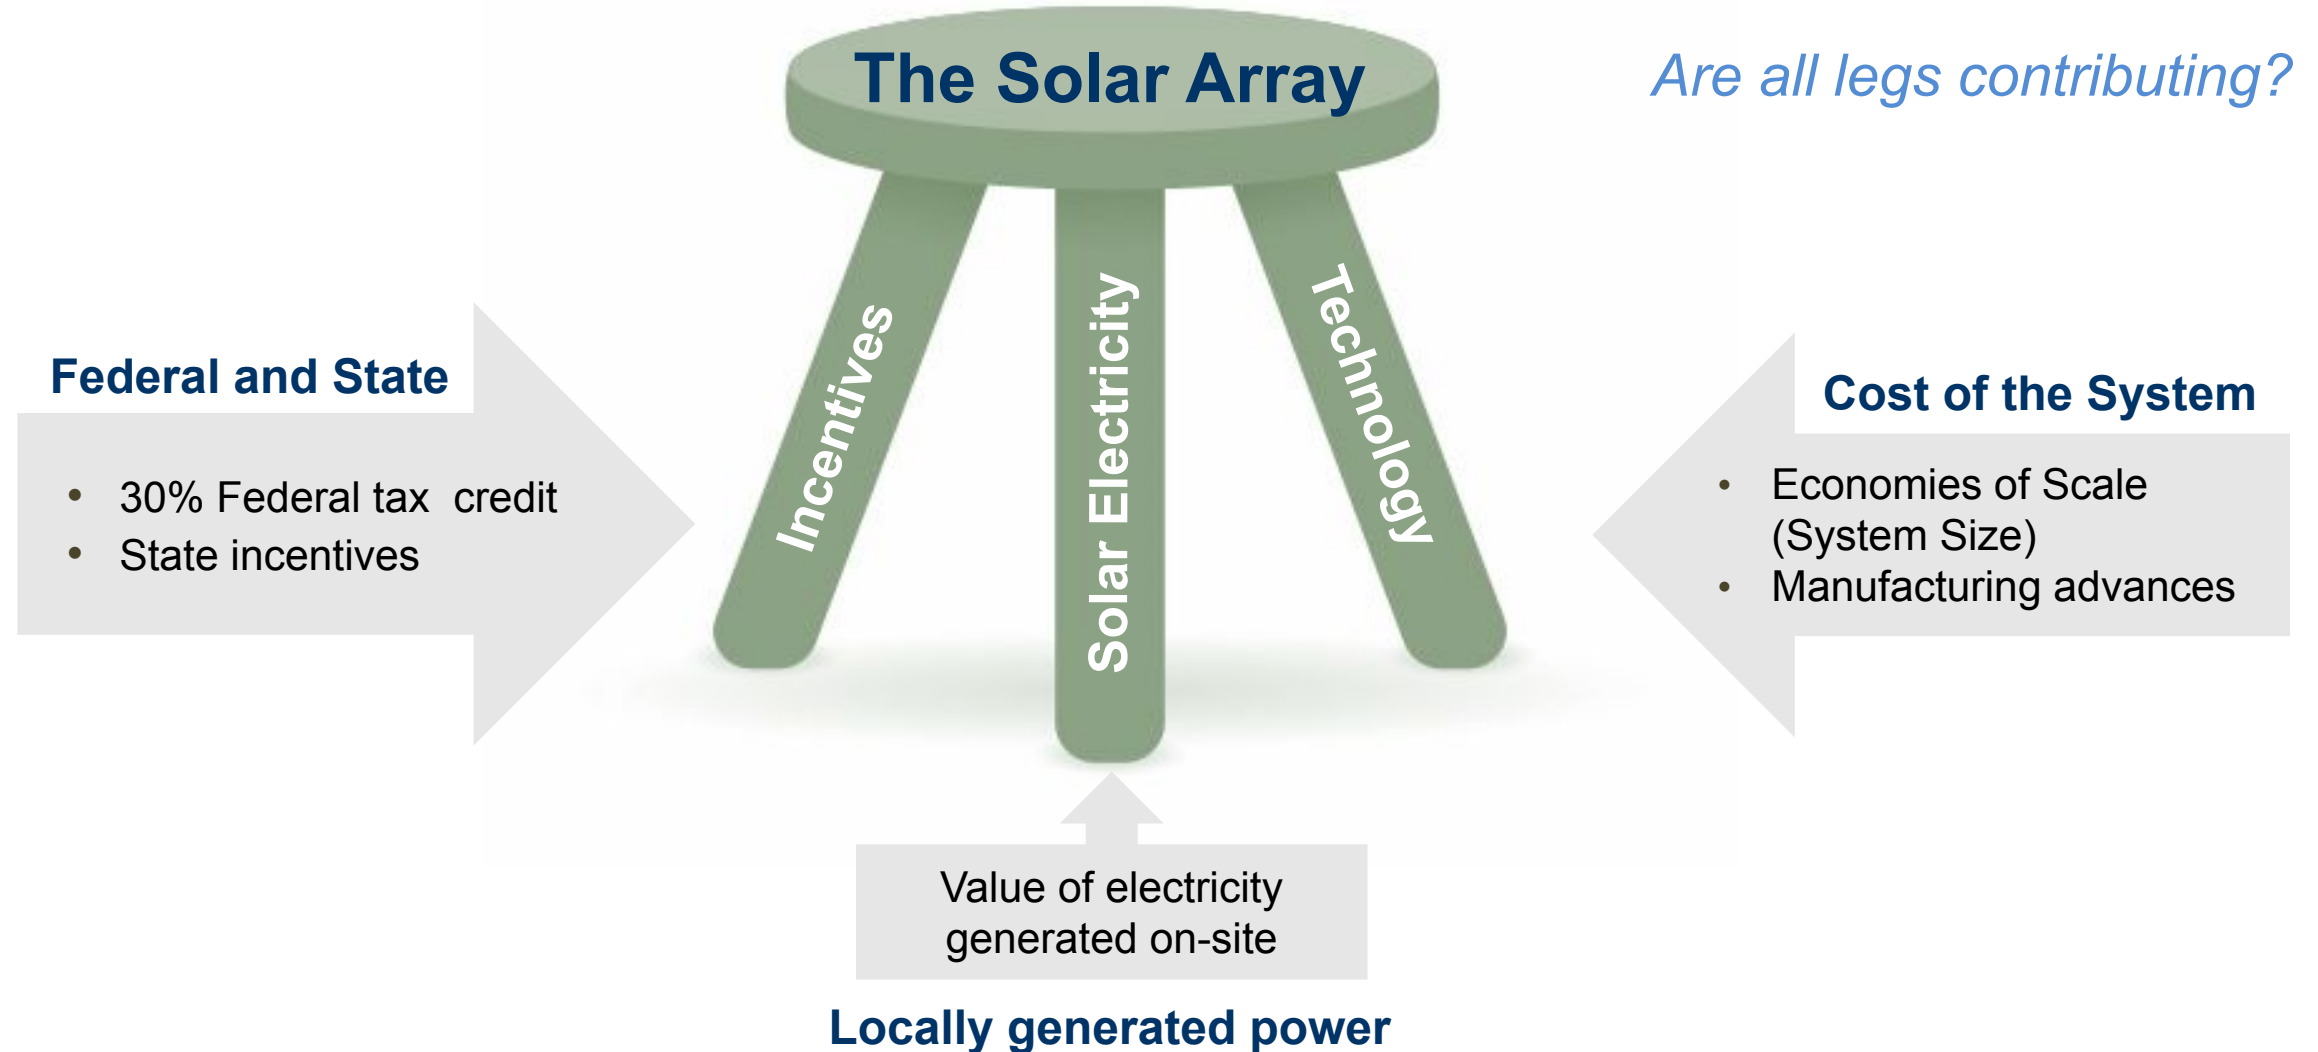 The Solar Array
Are all legs contributing?
Federal and State
• 30% Federal tax  credit
• State incentives
Incentives
Solar Electricity
Technology
Cost of the System
• Economies of Scale
(System Size)
• Manufacturing advances
Value of electricity
generated on-site
Locally generated power